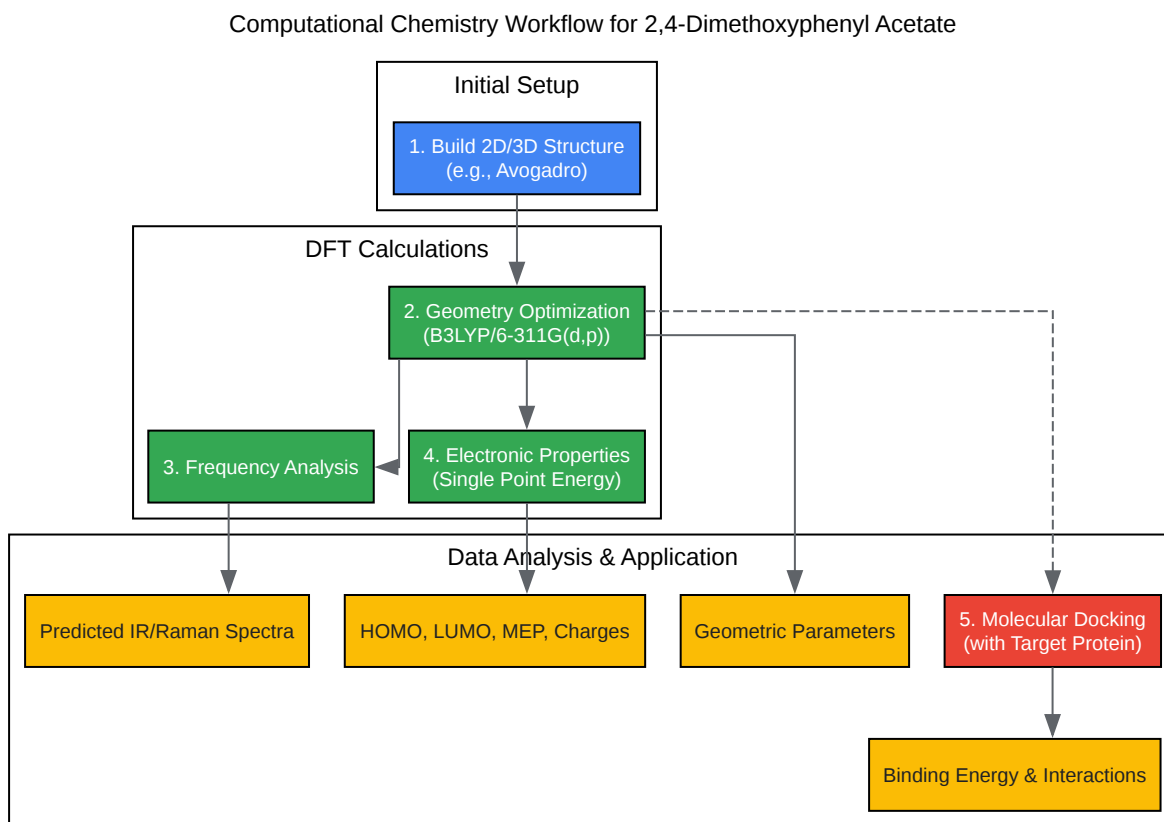 Computational Chemistry Workflow for 2,4-Dimethoxyphenyl Acetate
Initial Setup
1. Build 2D/3D Structure
(e.g., Avogadro)
DFT Calculations
2. Geometry Optimization
(B3LYP/6-311G(d,p))
3. Frequency Analysis
4. Electronic Properties
(Single Point Energy)
Data Analysis & Application
Predicted IR/Raman Spectra
HOMO, LUMO, MEP, Charges
Geometric Parameters
5. Molecular Docking
(with Target Protein)
Binding Energy & Interactions